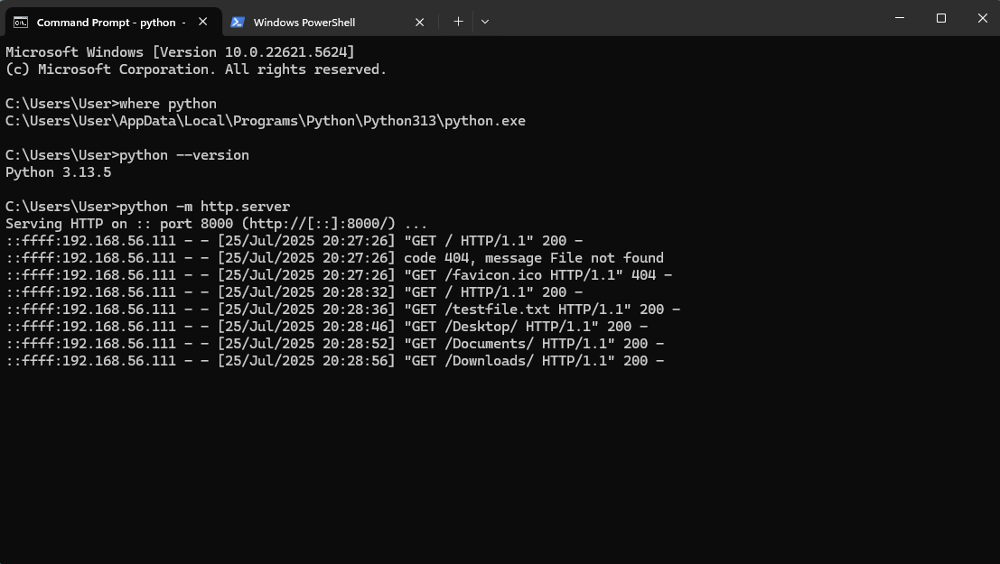 Command Prompt - python -
Windows PowerShell
Microsoft Windows [Version 10.0.22621.5624]
(c) Microsoft Corporation. All rights reserved.
C:\Users\User>where python
C:\Users\User\AppData\Local\Programs\Python\Python313\python.exe
C:\Users\User>python --version
Python 3.13.5
C:\Users\User>python -m http.server
Serving HTTP on :: port 8000 (http://[::]:8000/) ...
::ffff:192.168.56.111 - - [25/Jul/2025 20:27:26] "GET / HTTP/1.1" 200 -
::ffff:192.168.56.111 - - [25/Jul/2025 20:27:26] code 404, message File not found
::ffff:192.168.56.111 - - [25/Jul/2025 20:27:26] "GET /favicon.ico HTTP/1.1" 404 -
::ffff:192.168.56.111 - - [25/Jul/2025 20:28:32] "GET / HTTP/1.1" 200 -
::ffff:192.168.56.111 - - [25/Jul/2025 20:28:36] "GET /testfile.txt HTTP/1.1" 200 -
::ffff:192.168.56.111 - - [25/Jul/2025 20:28:46] "GET /Desktop/ HTTP/1.1" 200 -
::ffff:192.168.56.111 - - [25/Jul/2025 20:28:52] "GET /Documents/ HTTP/1.1" 200 -
::ffff:192.168.56.111 - - [25/Jul/2025 20:28:56] "GET /Downloads/ HTTP/1.1" 200 -